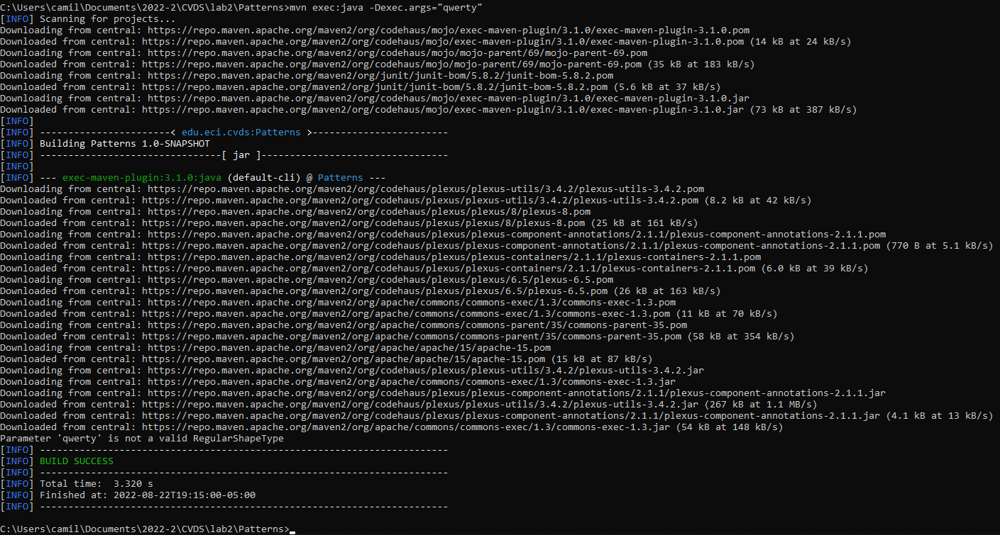 C:\Users\camil\Documents\2022-2\CVDS\lab2\Patterns>mvn exec:java -Dexec.args="qwerty"
[INFO] Scanning for projects...
Downloading from central: https://repo.maven.apache.org/maven2/org/codehaus/mojo/exec-maven-plugin/3.1.0/exec-maven-plugin-3.1.0.pom
Downloaded from central: https://repo.maven.apache.org/maven2/org/codehaus/mojo/exec-maven-plugin/3.1.0/exec-maven-plugin-3.1.0.pom (14 kB at 24 kB/s)
Downloading from central: https://repo.maven.apache.org/maven2/org/codehaus/mojo/mojo-parent/69/mojo-parent-69.pom
Downloaded from central: https://repo.maven.apache.org/maven2/org/codehaus/mojo/mojo-parent/69/mojo-parent-69.pom (35 kB at 183 kB/s)
Downloading from central: https://repo.maven.apache.org/maven2/org/junit/junit-bom/5.8.2/junit-bom-5.8.2.pom
Downloaded from central: https://repo.maven.apache.org/maven2/org/junit/junit-bom/5.8.2/junit-bom-5.8.2.pom (5.6 kB at 37 kB/s)
Downloading from central: https://repo.maven.apache.org/maven2/org/codehaus/mojo/exec-maven-plugin/3.1.0/exec-maven-plugin-3.1.0.jar
Downloaded from central: https://repo.maven.apache.org/maven2/org/codehaus/mojo/exec-maven-plugin/3.1.0/exec-maven-plugin-3.1.0.jar (73 kB at 387 kB/s)
[INFO]
[INFO] -----------------------< edu.eci.cvds:Patterns >------------------------
[INFO] Building Patterns 1.0-SNAPSHOT
[INFO] --------------------------------[ jar ]---------------------------------
[INFO]
[INFO] --- exec-maven-plugin:3.1.0:java (default-cli) @ Patterns ---
Downloading from central: https://repo.maven.apache.org/maven2/org/codehaus/plexus/plexus-utils/3.4.2/plexus-utils-3.4.2.pom
Downloaded from central: https://repo.maven.apache.org/maven2/org/codehaus/plexus/plexus-utils/3.4.2/plexus-utils-3.4.2.pom (8.2 kB at 42 kB/s)
Downloading from central: https://repo.maven.apache.org/maven2/org/codehaus/plexus/plexus/8/plexus-8.pom
Downloaded from central: https://repo.maven.apache.org/maven2/org/codehaus/plexus/plexus/8/plexus-8.pom (25 kB at 161 kB/s)
Downloading from central: https://repo.maven.apache.org/maven2/org/codehaus/plexus/plexus-component-annotations/2.1.1/plexus-component-annotations-2.1.1.pom
Downloaded from central: https://repo.maven.apache.org/maven2/org/codehaus/plexus/plexus-component-annotations/2.1.1/plexus-component-annotations-2.1.1.pom (770 B at 5.1 kB/s)
Downloading from central: https://repo.maven.apache.org/maven2/org/codehaus/plexus/plexus-containers/2.1.1/plexus-containers-2.1.1.pom
Downloaded from central: https://repo.maven.apache.org/maven2/org/codehaus/plexus/plexus-containers/2.1.1/plexus-containers-2.1.1.pom (6.0 kB at 39 kB/s)
Downloading from central: https://repo.maven.apache.org/maven2/org/codehaus/plexus/plexus/6.5/plexus-6.5.pom
Downloaded from central: https://repo.maven.apache.org/maven2/org/codehaus/plexus/plexus/6.5/plexus-6.5.pom (26 kB at 163 kB/s)
Downloading from central: https://repo.maven.apache.org/maven2/org/apache/commons/commons-exec/1.3/commons-exec-1.3.pom
Downloaded from central: https://repo.maven.apache.org/maven2/org/apache/commons/commons-exec/1.3/commons-exec-1.3.pom (11 kB at 70 kB/s)
Downloading from central: https://repo.maven.apache.org/maven2/org/apache/commons/commons-parent/35/commons-parent-35.pom
Downloaded from central: https://repo.maven.apache.org/maven2/org/apache/commons/commons-parent/35/commons-parent-35.pom (58 kB at 354 kB/s)
Downloading from central: https://repo.maven.apache.org/maven2/org/apache/apache/15/apache-15.pom
Downloaded from central: https://repo.maven.apache.org/maven2/org/apache/apache/15/apache-15.pom (15 kB at 87 kB/s)
Downloading from central: https://repo.maven.apache.org/maven2/org/codehaus/plexus/plexus-utils/3.4.2/plexus-utils-3.4.2.jar
Downloading from central: https://repo.maven.apache.org/maven2/org/apache/commons/commons-exec/1.3/commons-exec-1.3.jar
Downloading from central: https://repo.maven.apache.org/maven2/org/codehaus/plexus/plexus-component-annotations/2.1.1/plexus-component-annotations-2.1.1.jar
Downloaded from central: https://repo.maven.apache.org/maven2/org/codehaus/plexus/plexus-utils/3.4.2/plexus-utils-3.4.2.jar (267 kB at 1.1 MB/s)
Downloaded from central: https://repo.maven.apache.org/maven2/org/codehaus/plexus/plexus-component-annotations/2.1.1/plexus-component-annotations-2.1.1.jar (4.1 kB at 13 kB/s)
Downloaded from central: https://repo.maven.apache.org/maven2/org/apache/commons/commons-exec/1.3/commons-exec-1.3.jar (54 kB at 148 kB/s)
Parameter 'qwerty' is not a valid RegularShapeType
[INFO] ------------------------------------------------------------------------
[INFO] BUILD SUCCESS
[INFO] ------------------------------------------------------------------------
[INFO] Total time:  3.320 s
[INFO] Finished at: 2022-08-22T19:15:00-05:00
[INFO] ------------------------------------------------------------------------
C:\Users\camil\Documents\2022-2\CVDS\lab2\Patterns>